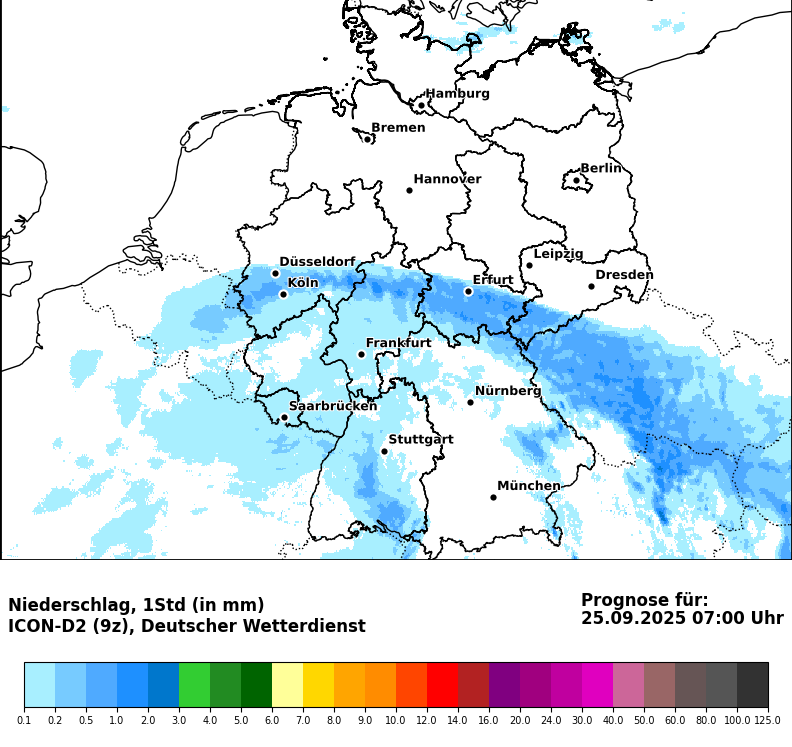 Hamburg
Bremen
Berlin
Hannover
Leipzig
Düsseldorf
Dresden
Köln
Erfurt
Frankfurt
Nürnberg
Saarbrücken
Stuttgart
München
Niederschlag, 1Std (in mm)
ICON-D2 (9z), Deutscher Wetterdienst
Prognose für:
25.09.2025 07:00 Uhr
0.1 0.2 0.5 1.0 2.0 3.0 4.0 5.0 6.0 7.0 8.0 9.0 10.0 12.0 14.0 16.0 20.0 24.0 30.0 40.0 50.0 60.0 80.0 100.0 125.0